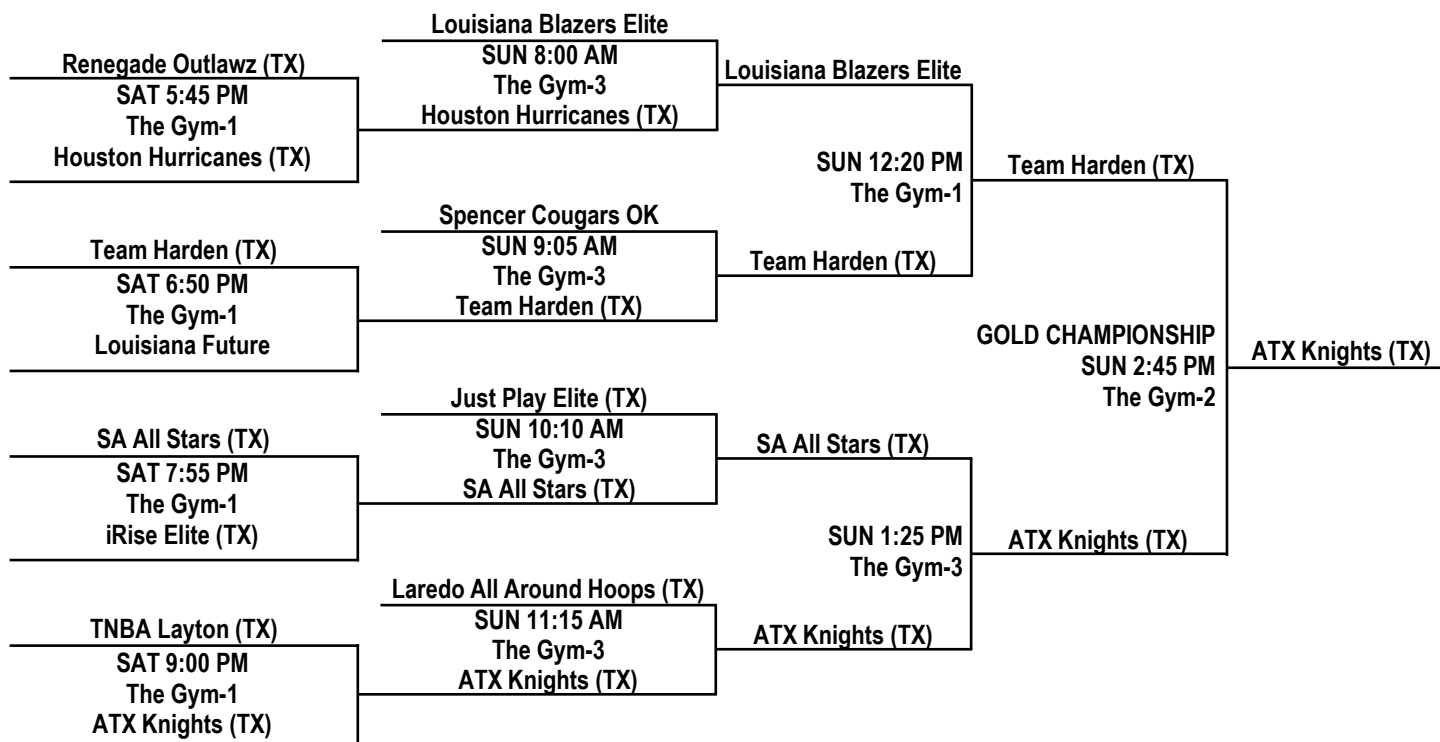 Renegade Outlawz (TX)
SAT 5:45 PM
The Gym-1
Houston Hurricanes (TX)
Team Harden (TX)
SAT 6:50 PM
The Gym-1
Louisiana Future
SA All Stars (TX)
SAT 7:55 PM
The Gym-1
iRise Elite (TX)
TNBA Layton (TX)
SAT 9:00 PM
The Gym-1
ATX Knights (TX)
Louisiana Blazers Elite
SUN 8:00 AM
The Gym-3
Houston Hurricanes (TX)
Spencer Cougars OK
SUN 9:05 AM
The Gym-3
Team Harden (TX)
Just Play Elite (TX)
SUN 10:10 AM
The Gym-3
SA All Stars (TX)
Laredo All Around Hoops (TX)
SUN 11:15 AM
The Gym-3
ATX Knights (TX)
Louisiana Blazers Elite
SUN 12:20 PM
The Gym-1
Team Harden (TX)
SA All Stars (TX)
SUN 1:25 PM
The Gym-3
ATX Knights (TX)
Team Harden (TX)
GOLD CHAMPIONSHIP
SUN 2:45 PM
The Gym-2
ATX Knights (TX)
ATX Knights (TX)